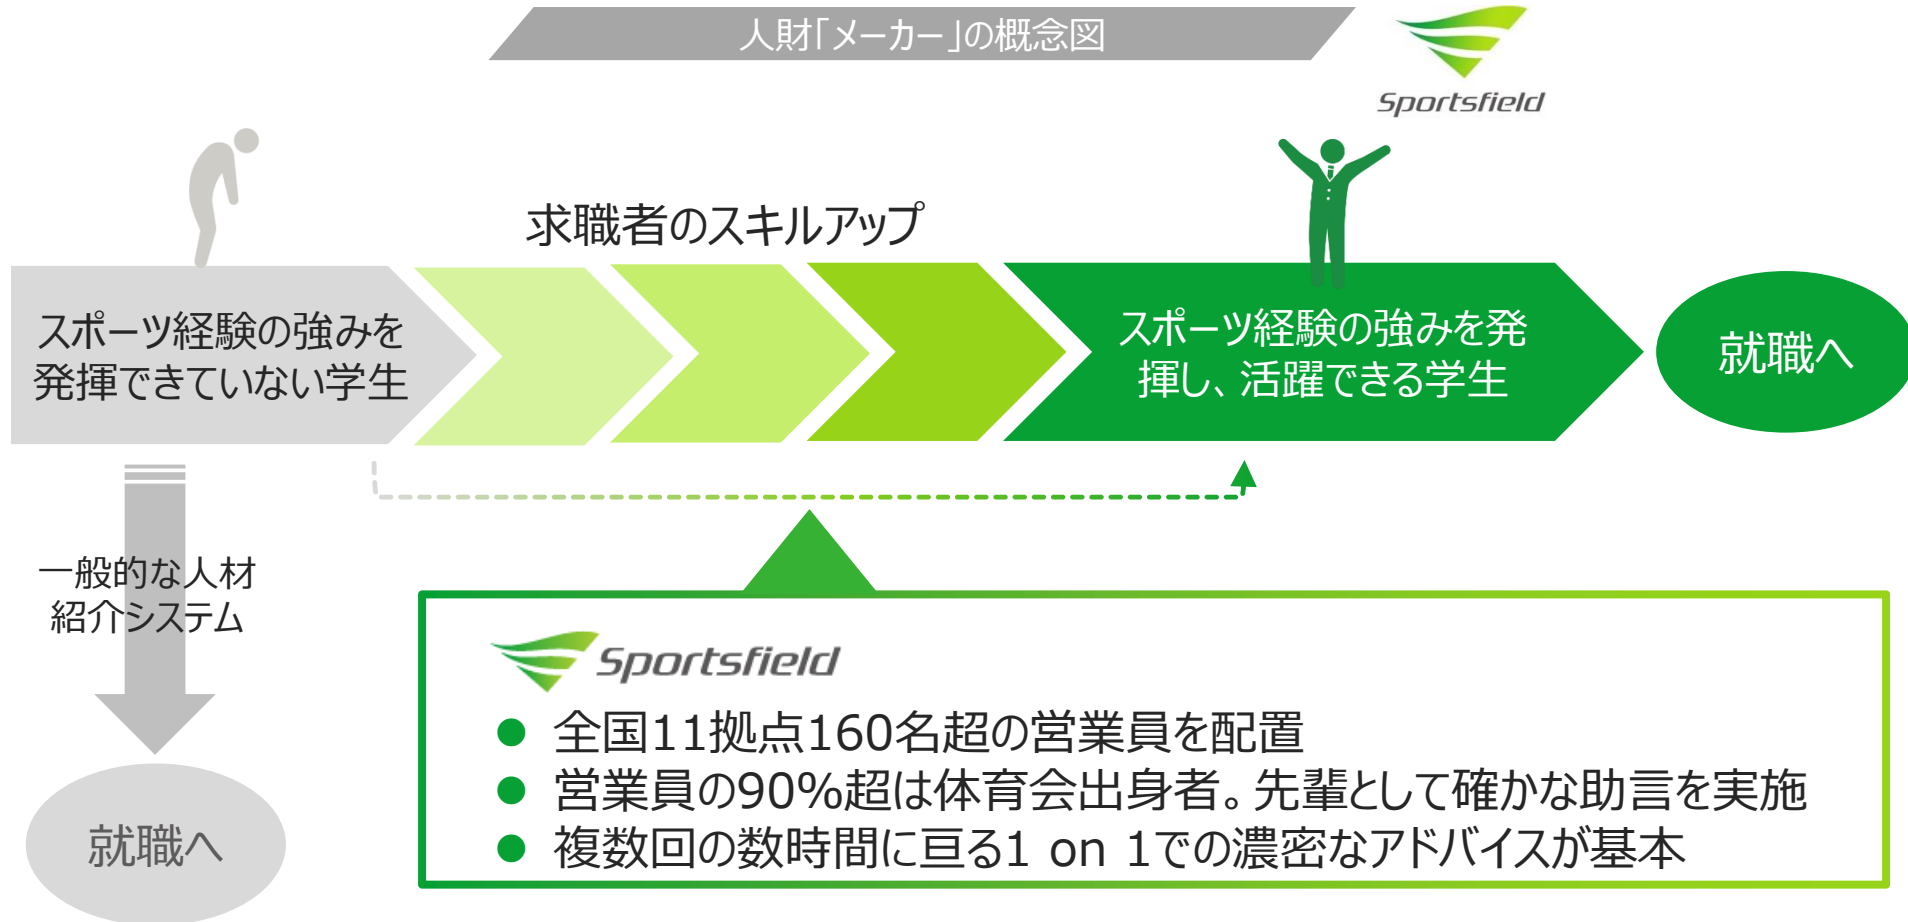 人財「メーカー」の概念図
Sportsfield
求職者のスキルアップ
スポーツ経験の強みを
発揮できていない学生
スポーツ経験の強みを発
揮し、活躍できる学生
就職へ
一般的な人材
紹介システム
就職へ
Sportsfield
● 全国11拠点160名超の営業員を配置
● 営業員の90%超は体育会出身者。先輩として確かな助言を実施
● 複数回の数時間に亘る1 on 1での濃密なアドバイスが基本